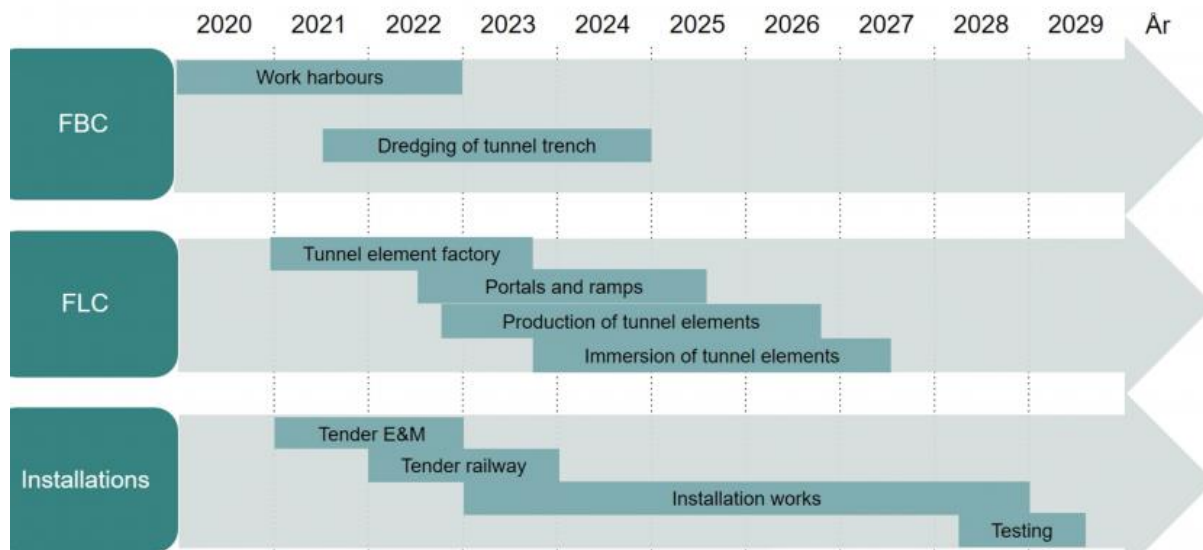 2020 2021 2022 2023 2024 2025 2026 2027 2028 2029 År
FBC
Work harbours
Dredging of tunnel trench
FLC
Tunnel element factory
Portals and ramps
Production of tunnel elements
Immersion of tunnel elements
Installations
Tender E&M
Tender railway
Installation works
Testing